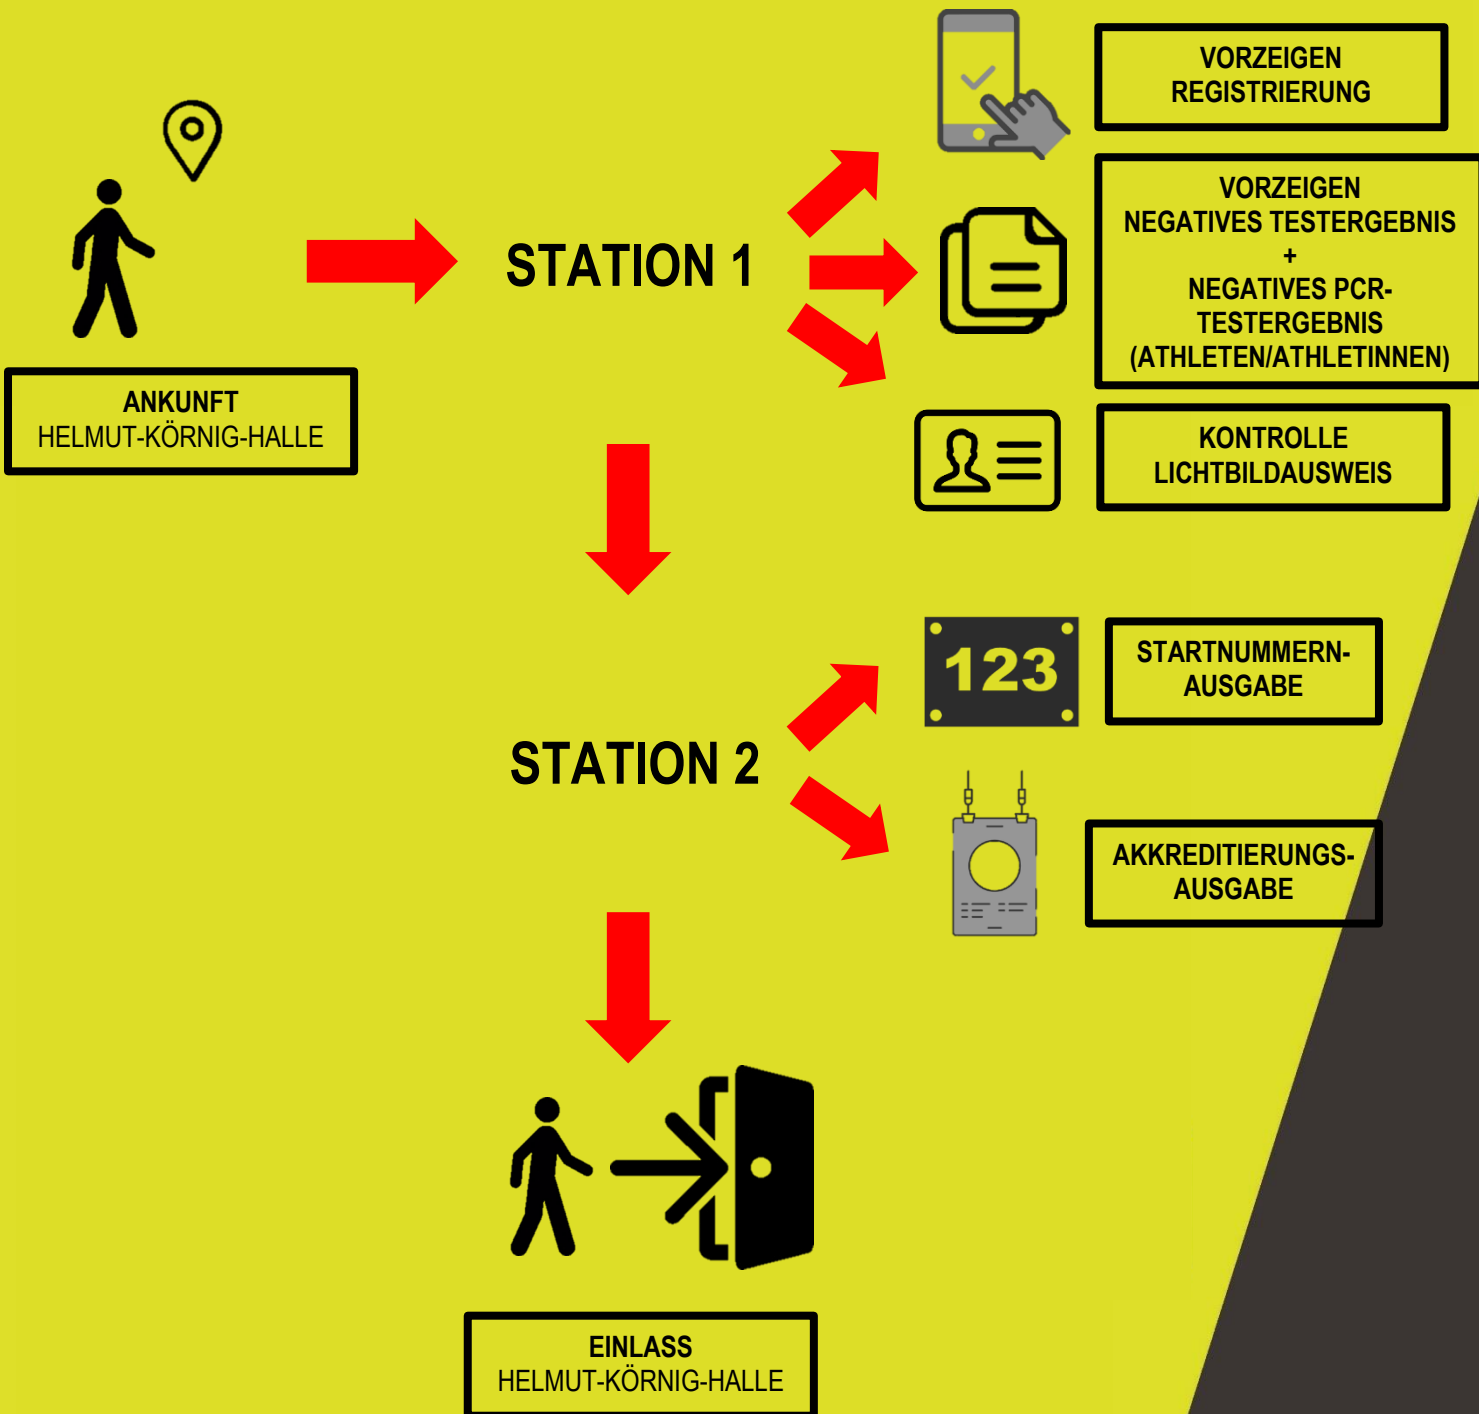 VORZEIGEN
REGISTRIERUNG
VORZEIGEN
NEGATIVES TESTERGEBNIS
+
NEGATIVES PCR-
TESTERGEBNIS
(ATHLETEN/ATHLETINNEN)
STATION 1
ANKUNFT
HELMUT-KÖRNIG-HALLE
KONTROLLE
LICHTBILDAUSWEIS
123
STARTNUMMERN-
AUSGABE
STATION 2
AKKREDITIERUNGS-
AUSGABE
EINLASS
HELMUT-KÖRNIG-HALLE